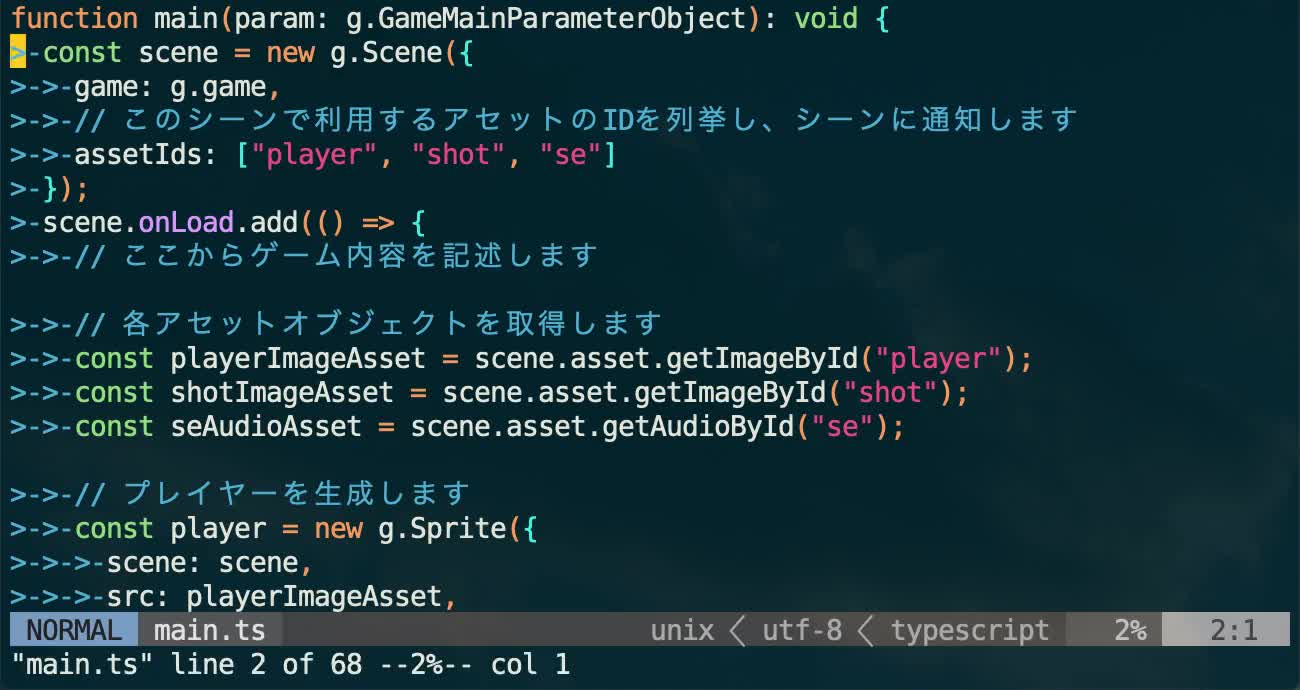 function main(param: g.GameMainParameterObject): void {
>-const scene = new g.Scene({
>->-game: g.game,
>->-// このシーンで利用するアセットのIDを列挙し、シーンに通知します
>->-assetIds: ["player", "shot", "se"]
>-});
>-scene.onLoad.add(() => {
>->-// ここからゲーム内容を記述します
>->-// 各アセットオブジェクトを取得します
>->-const playerImageAsset = scene.asset.getImageById("player");
>->-const shotImageAsset = scene.asset.getImageById("shot");
>->-const seAudioAsset = scene.asset.getAudioById("se");
>->-// プレイヤーを生成します
>->-const player = new g.Sprite({
>->->-scene: scene,
>->->-src: playerImageAsset,
NORMAL main.ts unix < utf-8 < typescript 2% 2:1
"main.ts" line 2 of 68 --2%-- col 1